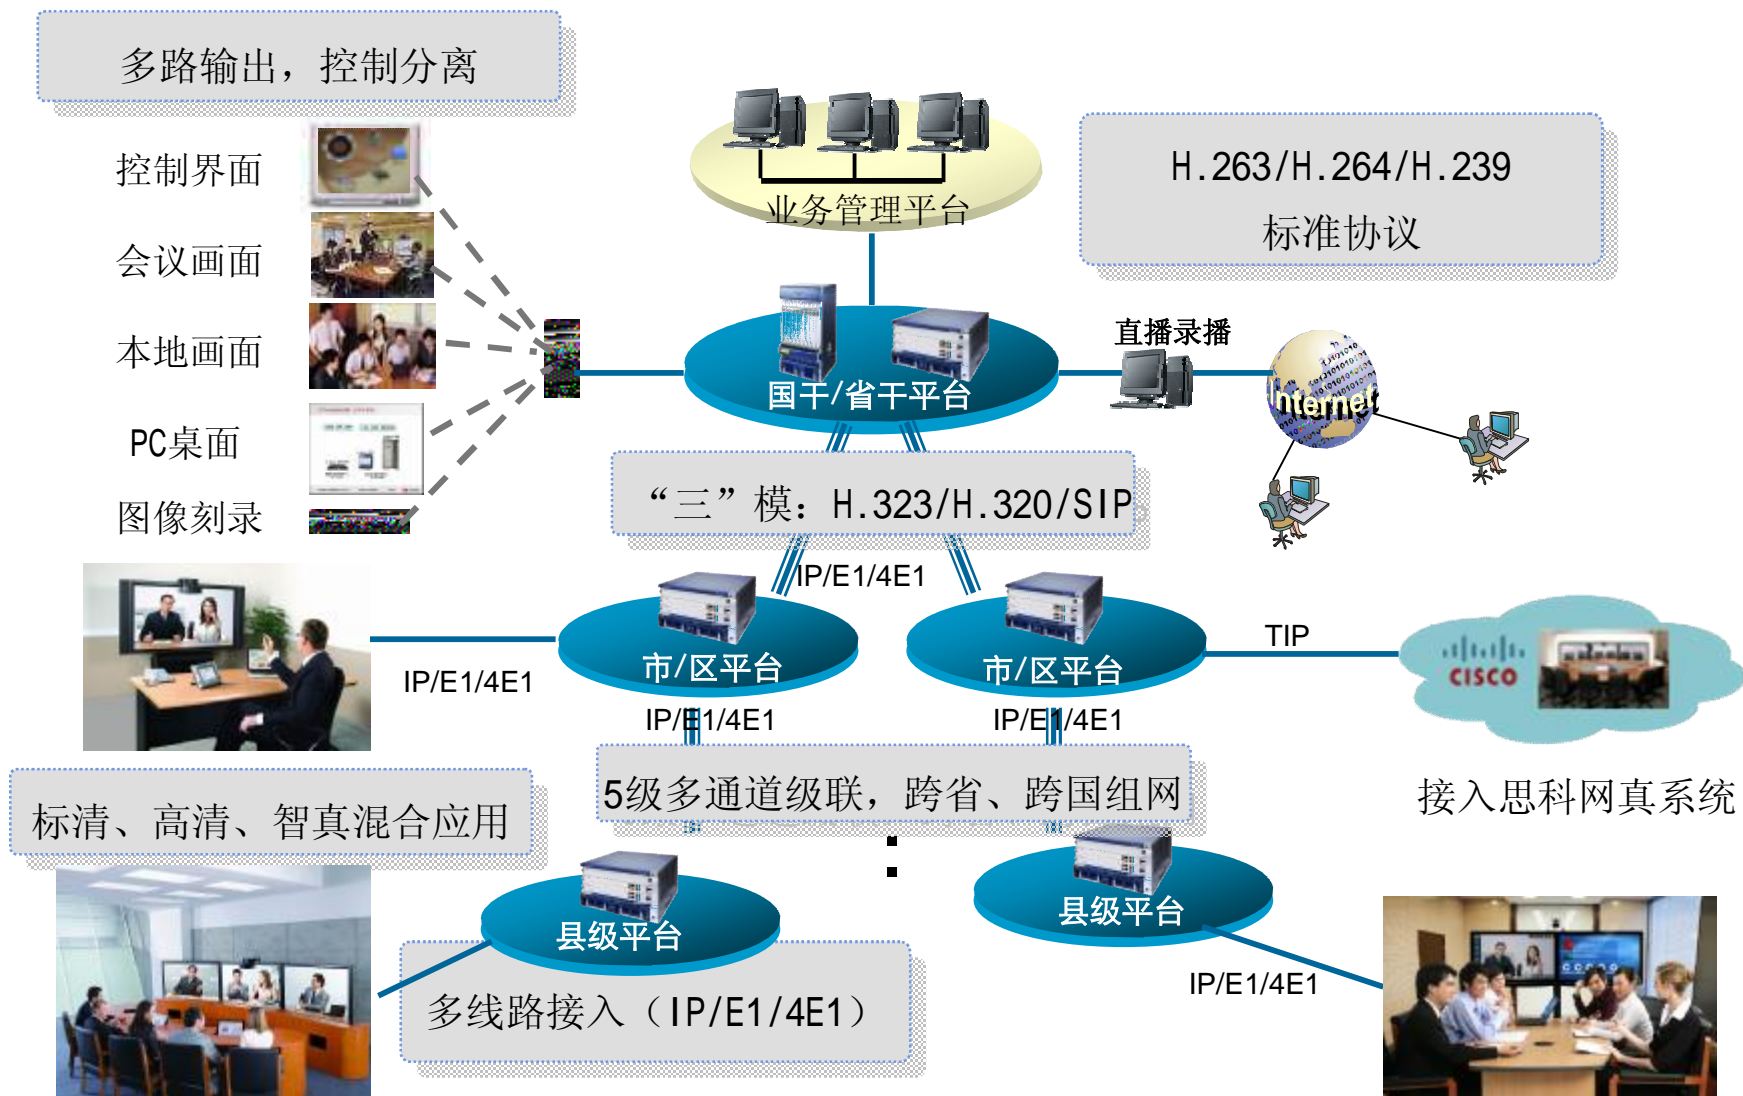 多路输出，控制分离
控制界面
会议画面
本地画面
PC桌面
图像刻录
业务管理平台
H.263/H.264/H.239
标准协议
国干/省干平台
直播录播
Internet
“三”模：H.323/H.320/SIP
IP/E1/4E1
IP/E1/4E1
市/区平台
市/区平台
TIP
CISCO
接入思科网真系统
IP/E1/4E1
IP/E1/4E1
5级多通道级联，跨省、跨国组网
标清、高清、智真混合应用
县级平台
县级平台
多线路接入（IP/E1/4E1）
IP/E1/4E1